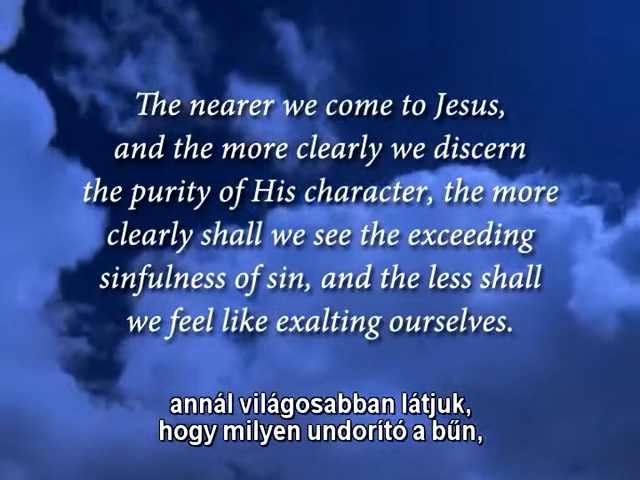 The nearer we come to Jesus,
and the more clearly we discern
the purity of His character, the more
clearly shall we see the exceeding
sinfulness of sin, and the less shall
we feel like exalting ourselves.
annál világosabban látjuk,
hogy milyen undorító a bűn,